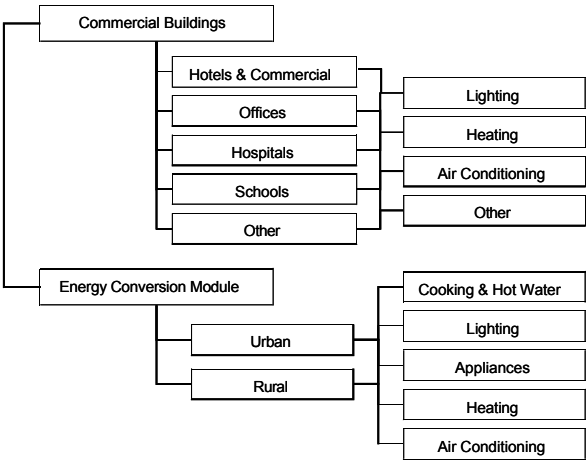 Commercial Buildings
Hotels & Commercial
Offices
Hospitals
Schools
Other
Lighting
Heating
Air Conditioning
Other
Energy Conversion Module
Urban
Rural
Cooking & Hot Water
Lighting
Appliances
Heating
Air Conditioning